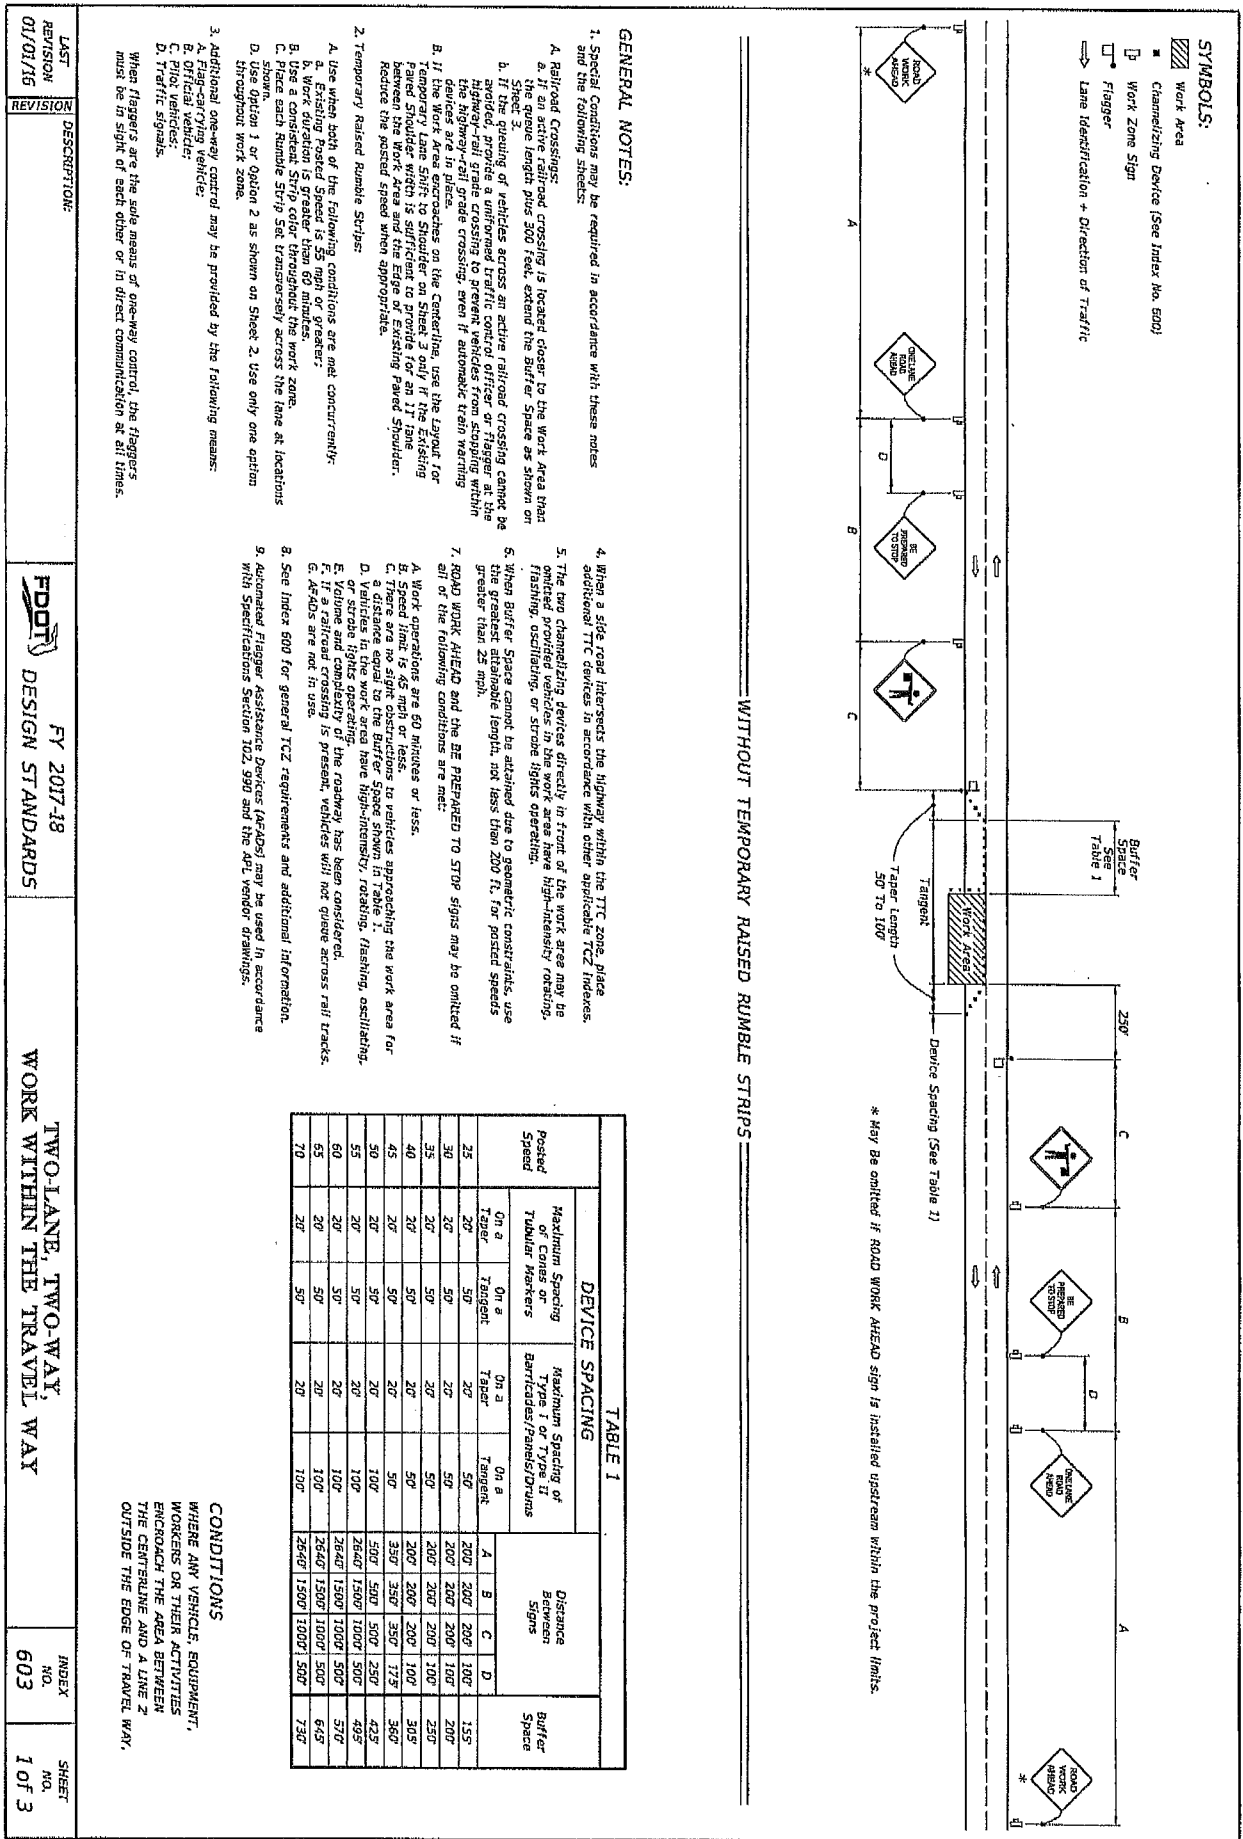 SYMBOLS:
Work Area
Channelizing Device (See Index No. 600)
Work Zone Sign
Flagger
Lane Identification + Direction of Traffic
ROAD
WORK
AHEAD
*
A
ONE LANE
ROAD
AHEAD
D
BE
PREPARED
TO STOP
B
C
Buffer
Space
See
Table 1
Tangent
Taper Length
50' To 100'
Work Area
250'
Device Spacing (See Table 1)
C
BE
PREPARED
TO STOP
B
D
ONE LANE
ROAD
AHEAD
A
ROAD
WORK
AHEAD
*
* May Be omitted if ROAD WORK AHEAD sign is installed upstream within the project limits.
WITHOUT TEMPORARY RAISED RUMBLE STRIPS
GENERAL NOTES:
1. Special Conditions may be required in accordance with these notes
and the following sheets:
A. Railroad Crossings:
a. If an active railroad crossing is located closer to the Work Area than
the queue length plus 300 feet, extend the Buffer Space as shown on
Sheet 3.
b. If the queuing of vehicles across an active railroad crossing cannot be
avoided, provide a uniformed traffic control officer or flagger at the
highway-rail grade crossing to prevent vehicles from stopping within
the highway-rail grade crossing, even if automatic train warning
devices are in place.
B. If the Work Area encroaches on the Centerline, use the Layout for
Temporary Lane Shift to Shoulder on Sheet 3 only if the Existing
Paved Shoulder width is sufficient to provide for an 11' lane
between the Work Area and the Edge of Existing Paved Shoulder.
Reduce the posted speed when appropriate.
2. Temporary Raised Rumble Strips:
A. Use when both of the following conditions are met concurrently:
a. Existing Posted Speed is 55 mph or greater;
b. Work duration is greater than 60 minutes.
B. Use a consistent Strip color throughout the work zone.
C. Place each Rumble Strip Set transversely across the lane at locations
shown.
D. Use Option 1 or Option 2 as shown on Sheet 2. Use only one option
throughout work zone.
3. Additional one-way control may be provided by the following means:
A. Flag-carrying vehicle;
B. Official vehicle;
C. Pilot vehicles;
D. Traffic signals.
When flaggers are the sole means of one-way control, the flaggers
must be in sight of each other or in direct communication at all times.
4. When a side road intersects the highway within the TTC zone, place
additional TTC devices in accordance with other applicable TCZ Indexes.
5. The two channelizing devices directly in front of the work area may be
omitted provided vehicles in the work area have high-intensity rotating,
flashing, oscillating, or strobe lights operating.
6. When Buffer Space cannot be attained due to geometric constraints, use
the greatest attainable length, not less than 200 ft. for posted speeds
greater than 25 mph.
7. ROAD WORK AHEAD and the BE PREPARED TO STOP signs may be omitted if
all of the following conditions are met:
A. Work operations are 60 minutes or less.
B. Speed limit is 45 mph or less.
C. There are no sight obstructions to vehicles approaching the work area for
a distance equal to the Buffer Space shown in Table 1.
D. Vehicles in the work area have high-intensity, rotating, flashing, oscillating,
or strobe lights operating.
E. Volume and complexity of the roadway has been considered.
F. If a railroad crossing is present, vehicles will not queue across rail tracks.
G. AFADs are not in use.
8. See Index 600 for general TCZ requirements and additional information.
9. Automated Flagger Assistance Devices (AFADs) may be used in accordance
with Specifications Section 102, 990 and the APL vendor drawings.
TABLE 1
DEVICE SPACING
Posted Speed | Maximum Spacing of Cones or Tubular Markers | Maximum Spacing of Type I or Type II Barricades/Panels/Drums | Distance Between Signs | Buffer Space
On a Taper | On a Tangent | On a Taper | On a Tangent | A | B | C | D
25 20' 50' 20' 50' 200' 200' 200' 100' 155'
30 20' 50' 20' 50' 200' 200' 200' 100' 200'
35 20' 50' 20' 50' 200' 200' 200' 100' 250'
40 20' 50' 20' 50' 200' 200' 200' 100' 305'
45 20' 50' 20' 50' 350' 350' 350' 175' 360'
50 20' 50' 20' 100' 500' 500' 500' 250' 425'
55 20' 50' 20' 100' 2640' 1500' 1000' 500' 495'
60 20' 50' 20' 100' 2640' 1500' 1000' 500' 570'
65 20' 50' 20' 100' 2640' 1500' 1000' 500' 645'
70 20' 50' 20' 100' 2640' 1500' 1000' 500' 730'
CONDITIONS
WHERE ANY VEHICLE, EQUIPMENT,
WORKERS OR THEIR ACTIVITIES
ENCROACH THE AREA BETWEEN
THE CENTERLINE AND A LINE 2'
OUTSIDE THE EDGE OF TRAVEL WAY.
LAST
REVISION
01/01/16
REVISION
DESCRIPTION:
FDOT
FY 2017-18
DESIGN STANDARDS
TWO-LANE, TWO-WAY,
WORK WITHIN THE TRAVEL WAY
INDEX
NO.
603
SHEET
NO.
1 of 3